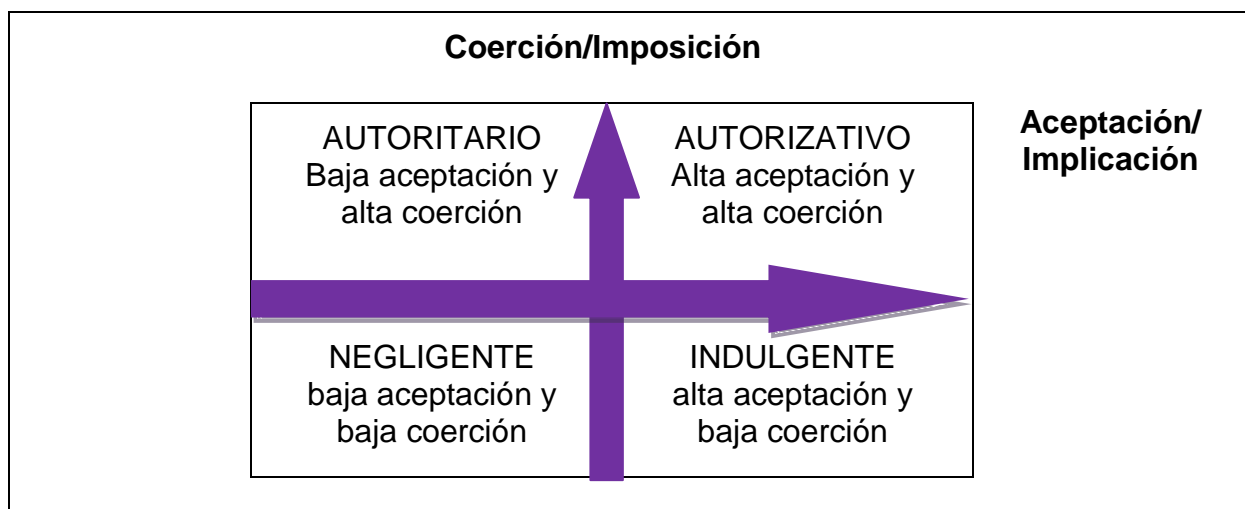 Coerción/Imposición
Aceptación/
Implicación
AUTORITARIO
Baja aceptación y
alta coerción
AUTORIZATIVO
Alta aceptación y
alta coerción
NEGLIGENTE
baja aceptación y
baja coerción
INDULGENTE
alta aceptación y
baja coerción